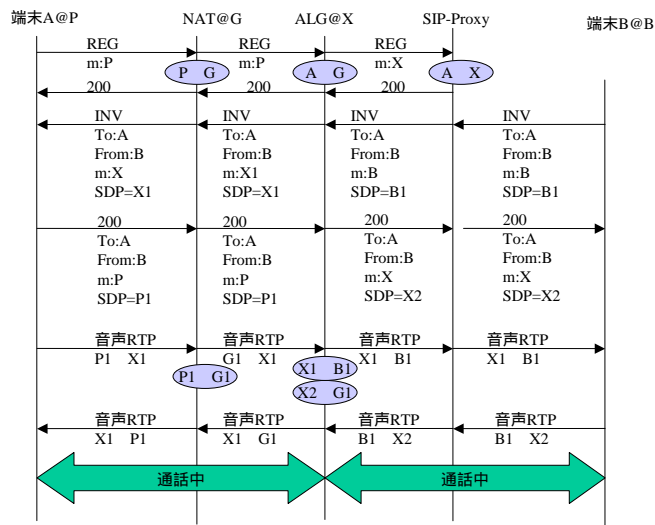 端末A@P NAT@G ALG@X SIP-Proxy 端末B@B
REG REG REG
m:P m:P m:X
P G A G A X
200 200 200
INV INV INV INV
To:A To:A To:A To:A
From:B From:B From:B From:B
m:X m:X1 m:B m:B
SDP=X1 SDP=X1 SDP=B1 SDP=B1
200 200 200 200
To:A To:A To:A To:A
From:B From:B From:B From:B
m:P m:P m:X m:X
SDP=P1 SDP=P1 SDP=X2 SDP=X2
音声RTP 音声RTP 音声RTP 音声RTP
P1 X1 G1 X1 X1 B1 X1 B1
P1 G1 X1 B1
X2 G1
音声RTP 音声RTP 音声RTP 音声RTP
X1 P1 X1 G1 B1 X2 B1 X2
通話中 通話中